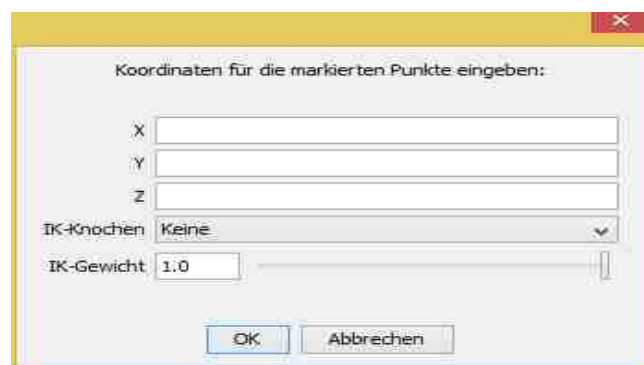 Koordinaten für die markierten Punkte eingeben:
X
Y
Z
IK-Knochen Keine
IK-Gewicht 1.0
OK Abbrechen